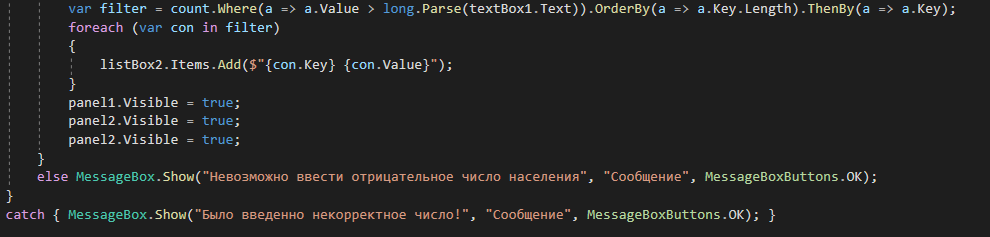 var filter = count.Where(a => a.Value > long.Parse(textBox1.Text)).OrderBy(a => a.Key.Length).ThenBy(a => a.Key);
foreach (var con in filter)
{
listBox2.Items.Add($"{con.Key} {con.Value}");
}
panel1.Visible = true;
panel2.Visible = true;
panel2.Visible = true;
}
else MessageBox.Show("Невозможно ввести отрицательное число населения", "Сообщение", MessageBoxButtons.OK);
}
catch { MessageBox.Show("Было введенно некорректное число!", "Сообщение", MessageBoxButtons.OK); }